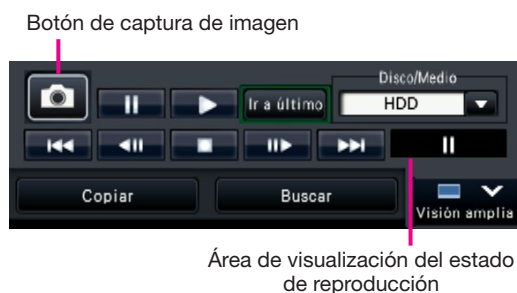 Botón de captura de imagen
Disco/Medio
Ir a último
HDD
Copiar
Buscar
Visión amplia
Área de visualización del estado
de reproducción